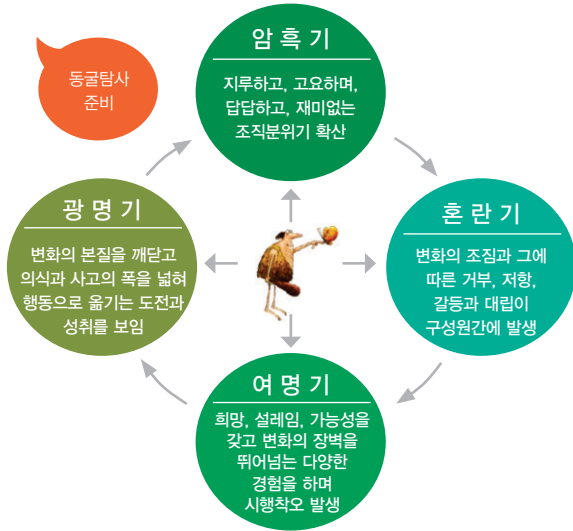 동굴탐사
준비
암 흑 기
지루하고, 고요하며,
답답하고, 재미없는
조직분위기 확산
혼 란 기
변화의 조짐과 그에
따른 거부, 저항,
갈등과 대립이
구성원간에 발생
여 명 기
희망, 설레임, 가능성을
갖고 변화의 장벽을
뛰어넘는 다양한
경험을 하며
시행착오 발생
광 명 기
변화의 본질을 깨닫고
의식과 사고의 폭을 넓혀
행동으로 옮기는 도전과
성취를 보임